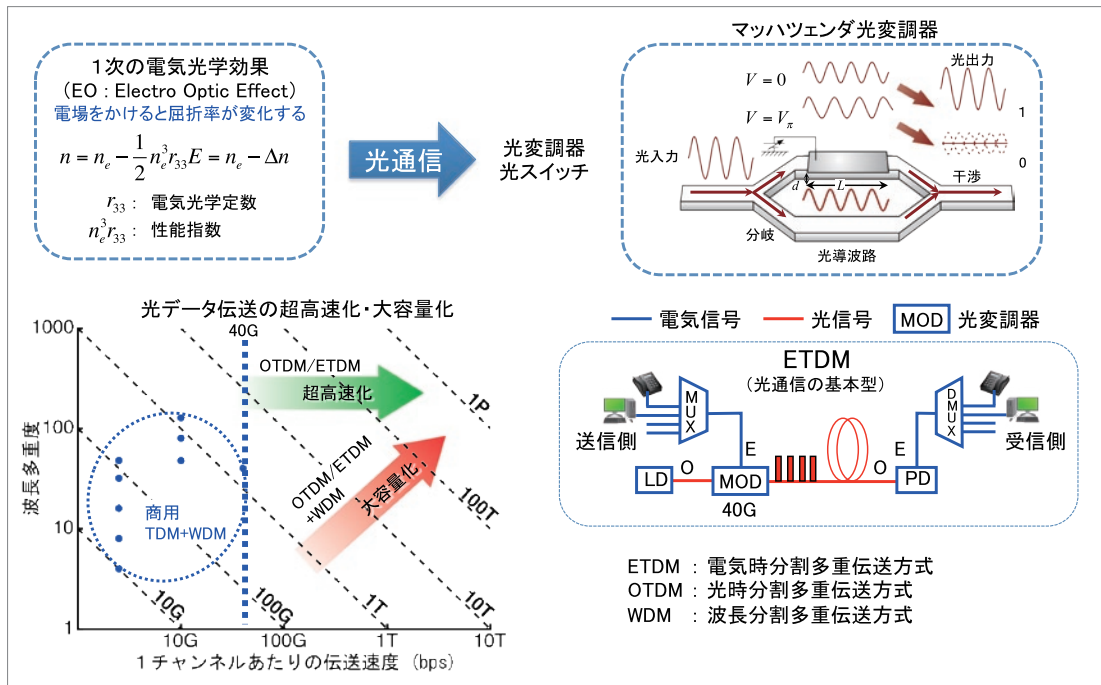 1次の電気光学効果
（EO：Electro Optic Effect）
電場をかけると屈折率が変化する
n = n_e − 1/2 n_e^3 r_33 E = n_e − Δn
r_33： 電気光学定数
n_e^3 r_33： 性能指数
光通信
光変調器
光スイッチ
マッハツェンダ光変調器
V = 0
V = V_π
光入力
光出力
1
0
干渉
d
L
分岐
光導波路
光データ伝送の超高速化・大容量化
40G
1000
100
10
1
波長多重度
OTDM/ETDM
超高速化
OTDM/ETDM
+WDM
大容量化
商用
TDM+WDM
1P
100T
10T
1T
100G
10G
10G
100G
1T
10T
1チャンネルあたりの伝送速度（bps）
電気信号
光信号
MOD
光変調器
ETDM
（光通信の基本型）
MUX
DMUX
送信側
受信側
E
E
O
O
LD
MOD
PD
40G
ETDM ：電気時分割多重伝送方式
OTDM ：光時分割多重伝送方式
WDM ：波長分割多重伝送方式